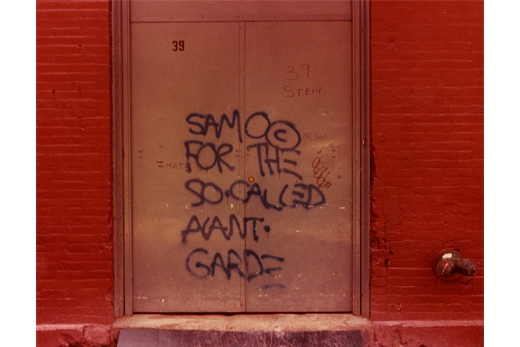 39
39
STEIN
SAMO©
FOR THE
SO·CALLED
AVANT·
GARDE